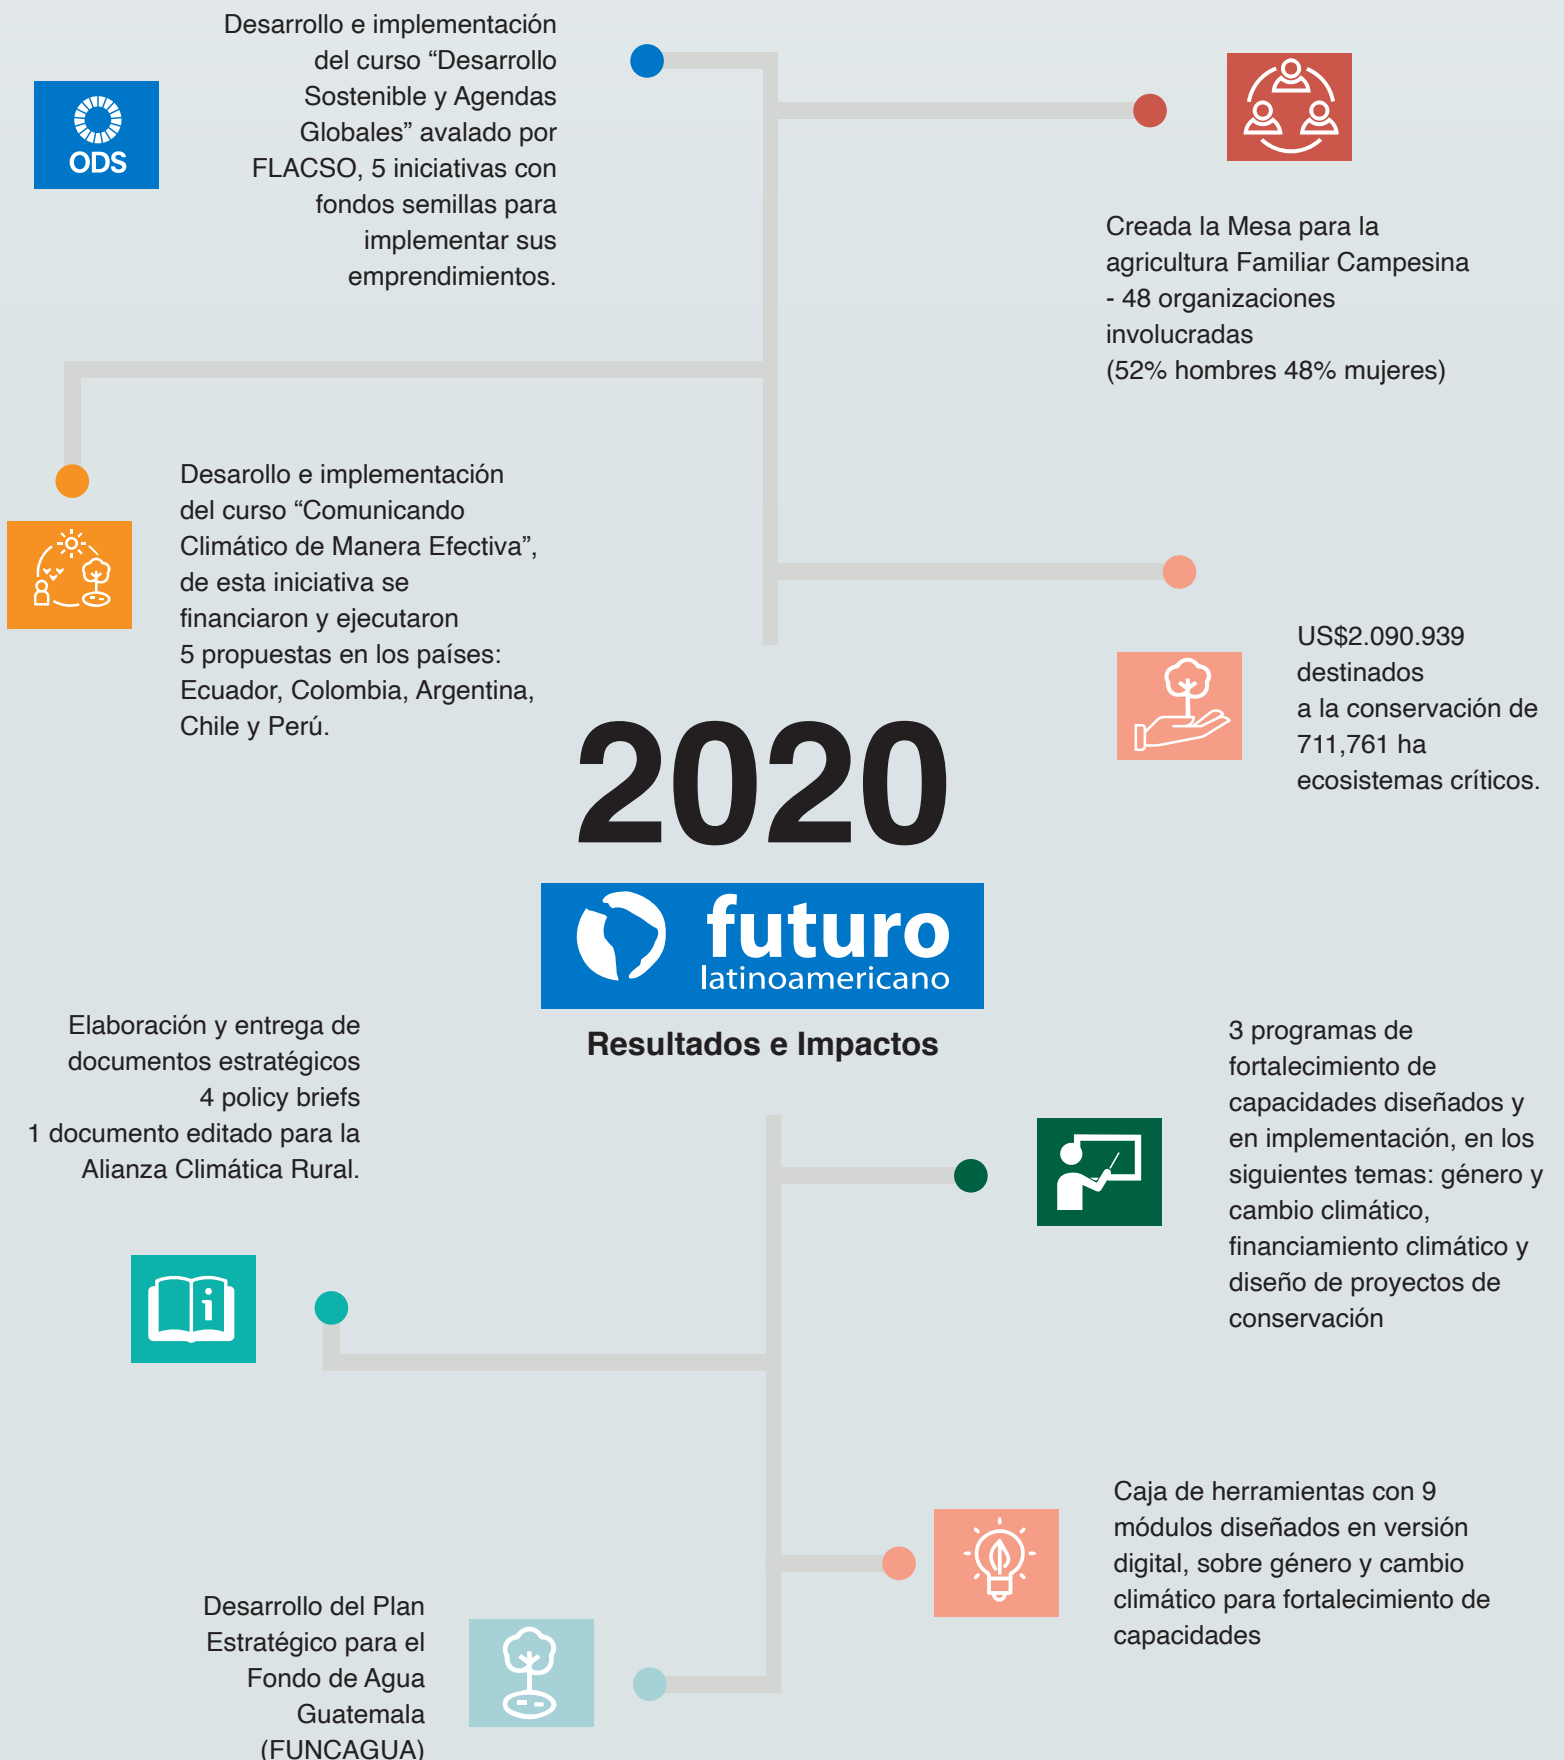 Desarrollo e implementación
del curso “Desarrollo
Sostenible y Agendas
Globales” avalado por
FLACSO, 5 iniciativas con
fondos semillas para
implementar sus
emprendimientos.
ODS
Creada la Mesa para la
agricultura Familiar Campesina
- 48 organizaciones
involucradas
(52% hombres 48% mujeres)
Desarollo e implementación
del curso “Comunicando
Climático de Manera Efectiva”,
de esta iniciativa se
financiaron y ejecutaron
5 propuestas en los países:
Ecuador, Colombia, Argentina,
Chile y Perú.
US$2.090.939
destinados
a la conservación de
711,761 ha
ecosistemas críticos.
2020
futuro
latinoamericano
Resultados e Impactos
Elaboración y entrega de
documentos estratégicos
4 policy briefs
1 documento editado para la
Alianza Climática Rural.
i
3 programas de
fortalecimiento de
capacidades diseñados y
en implementación, en los
siguientes temas: género y
cambio climático,
financiamiento climático y
diseño de proyectos de
conservación
Caja de herramientas con 9
módulos diseñados en versión
digital, sobre género y cambio
climático para fortalecimiento de
capacidades
Desarrollo del Plan
Estratégico para el
Fondo de Agua
Guatemala
(FUNCAGUA)